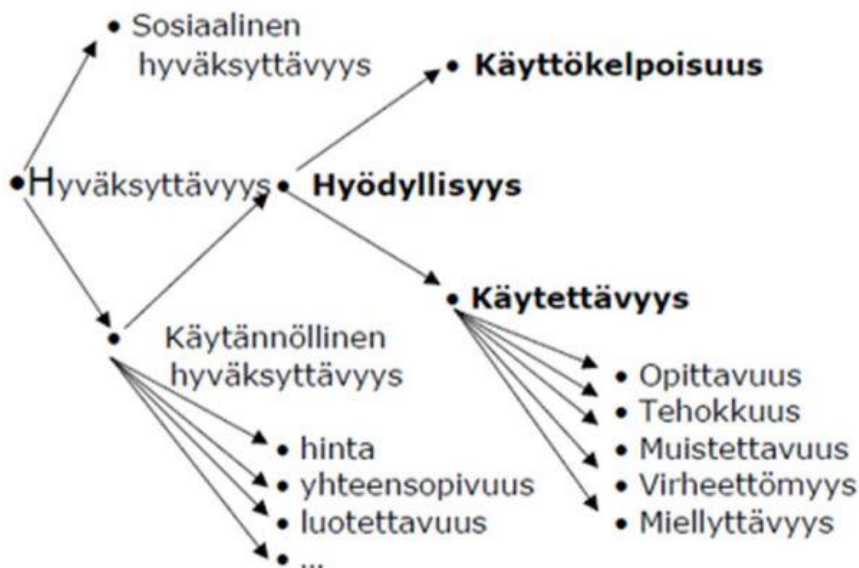 • Sosiaalinen
hyväksyttävyys
• Käyttökelpoisuus
•Hyväksyttävyys
• Hyödyllisyys
• Käytettävyys
• Käytännöllinen
hyväksyttävyys
• hinta
• yhteensopivuus
• luotettavuus
• ...
• Opittavuus
• Tehokkuus
• Muistettavuus
• Virheettömyys
• Miellyttävyys